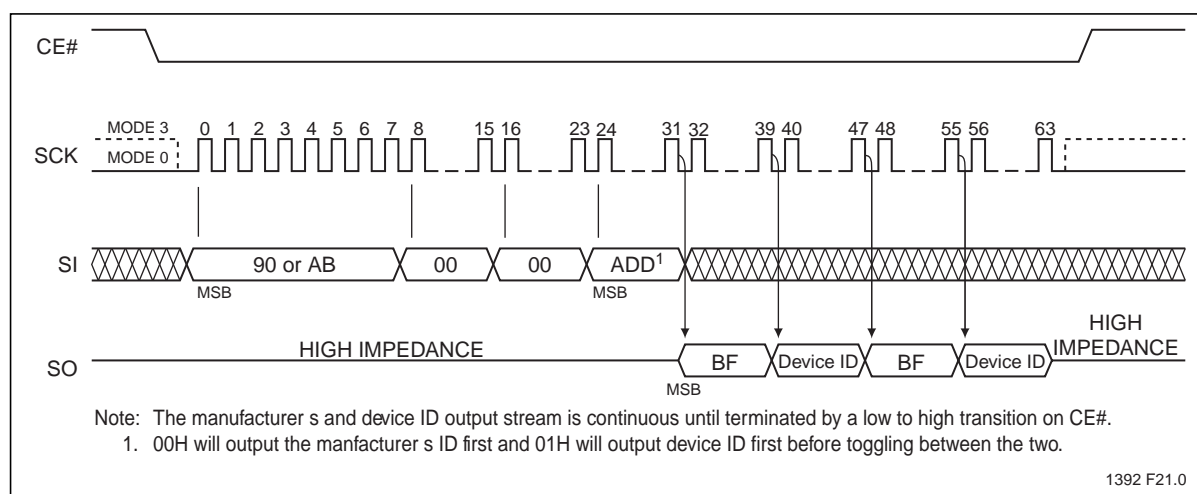 CE#
MODE 3
0 1 2 3 4 5 6 7 8 15 16 23 24 31 32 39 40 47 48 55 56 63
SCK
MODE 0
SI
90 or AB
00
00
ADD1
MSB
MSB
HIGH IMPEDANCE
HIGH
IMPEDANCE
SO
BF
Device ID
BF
Device ID
MSB
Note: The manufacturer s and device ID output stream is continuous until terminated by a low to high transition on CE#.
1. 00H will output the manfacturer s ID first and 01H will output device ID first before toggling between the two.
1392 F21.0